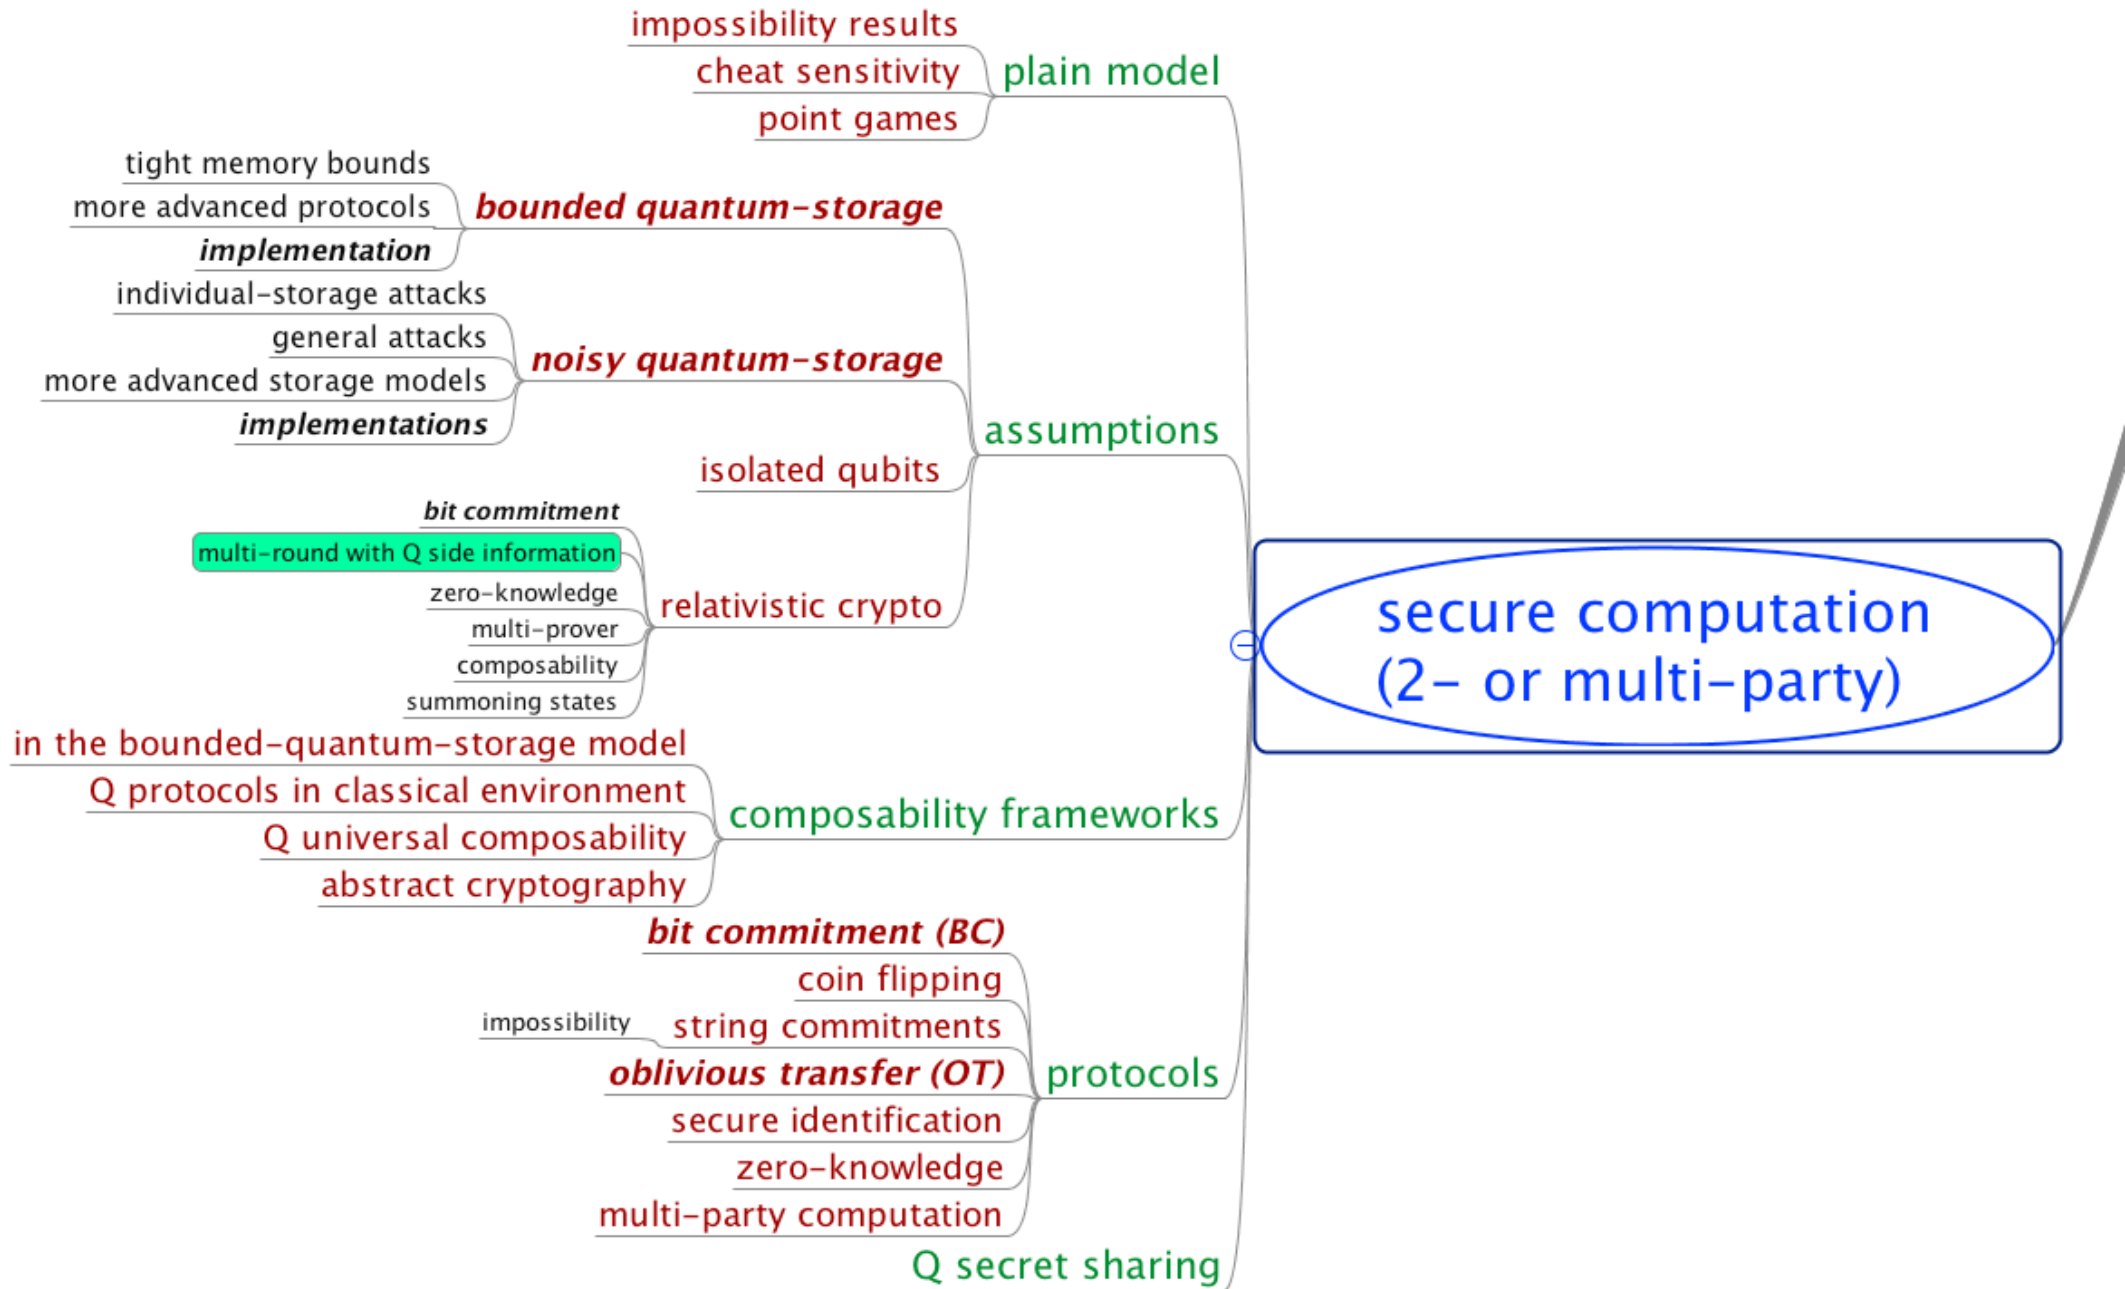 impossibility results
cheat sensitivity
point games
plain model
tight memory bounds
more advanced protocols
implementation
bounded quantum-storage
individual-storage attacks
general attacks
more advanced storage models
implementations
noisy quantum-storage
isolated qubits
assumptions
bit commitment
multi-round with Q side information
zero-knowledge
multi-prover
composability
summoning states
relativistic crypto
in the bounded-quantum-storage model
Q protocols in classical environment
Q universal composability
abstract cryptography
composability frameworks
bit commitment (BC)
coin flipping
impossibility
string commitments
oblivious transfer (OT)
secure identification
zero-knowledge
multi-party computation
protocols
Q secret sharing
secure computation
(2- or multi-party)